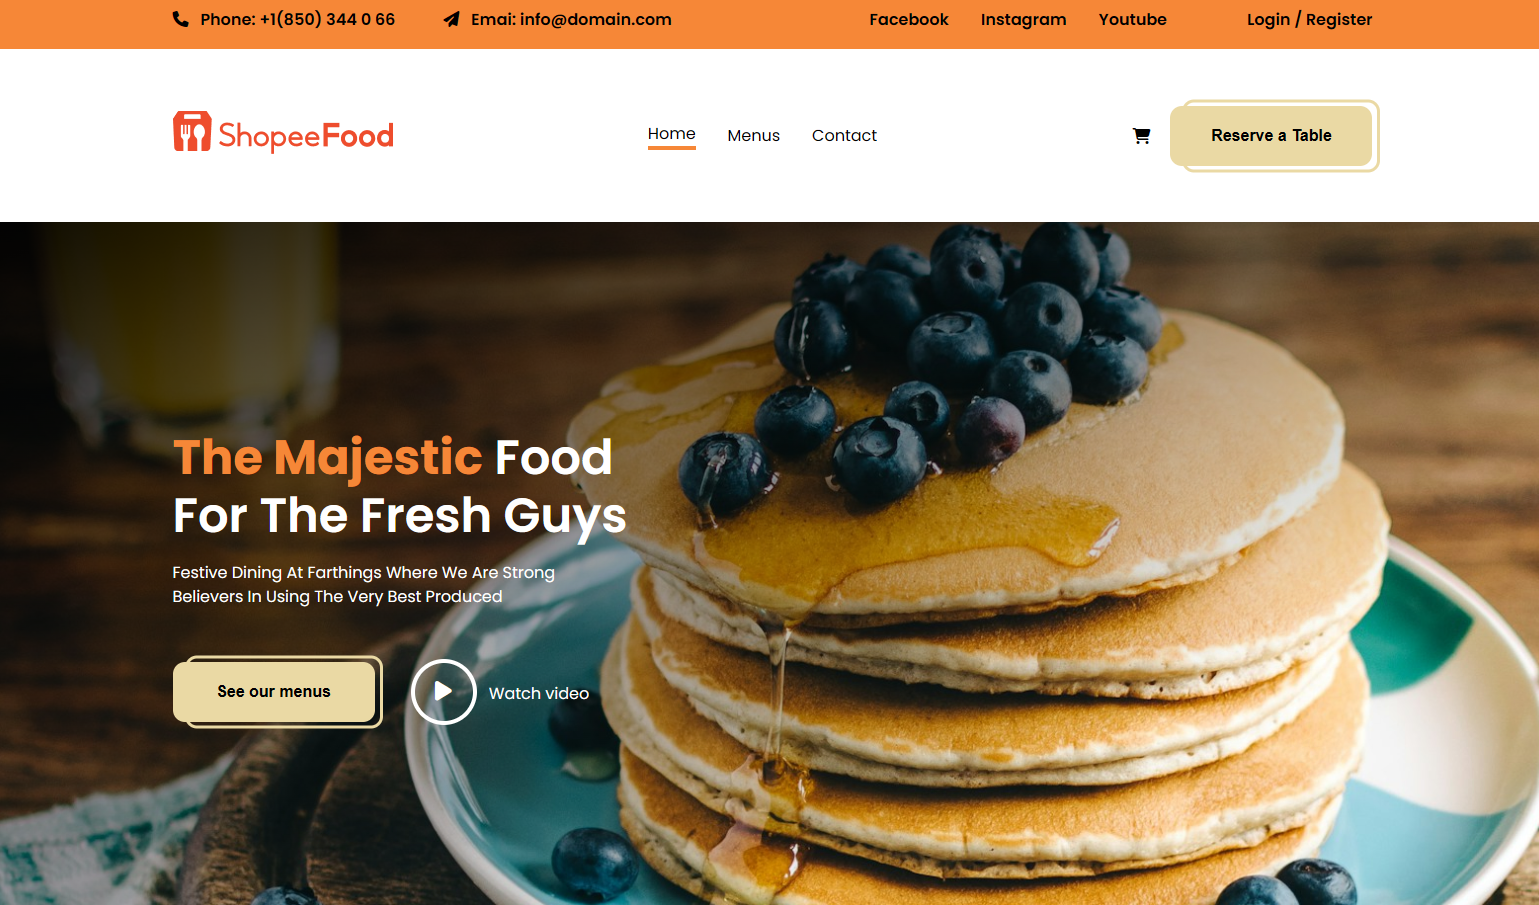 Phone: +1(850) 344 0 66
Emai: info@domain.com
Facebook
Instagram
Youtube
Login / Register
ShopeeFood
Home
Menus
Contact
Reserve a Table
The Majestic Food
For The Fresh Guys
Festive Dining At Farthings Where We Are Strong
Believers In Using The Very Best Produced
See our menus
Watch video